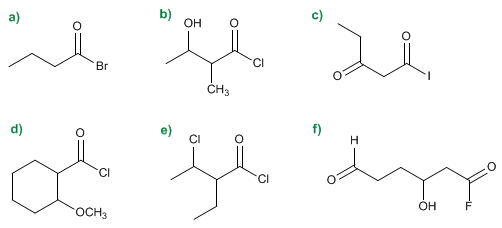 a)
O
Br
b)
OH
O
Cl
CH3
c)
O
O
I
d)
O
Cl
OCH3
e)
Cl
O
Cl
f)
H
O
OH
O
F